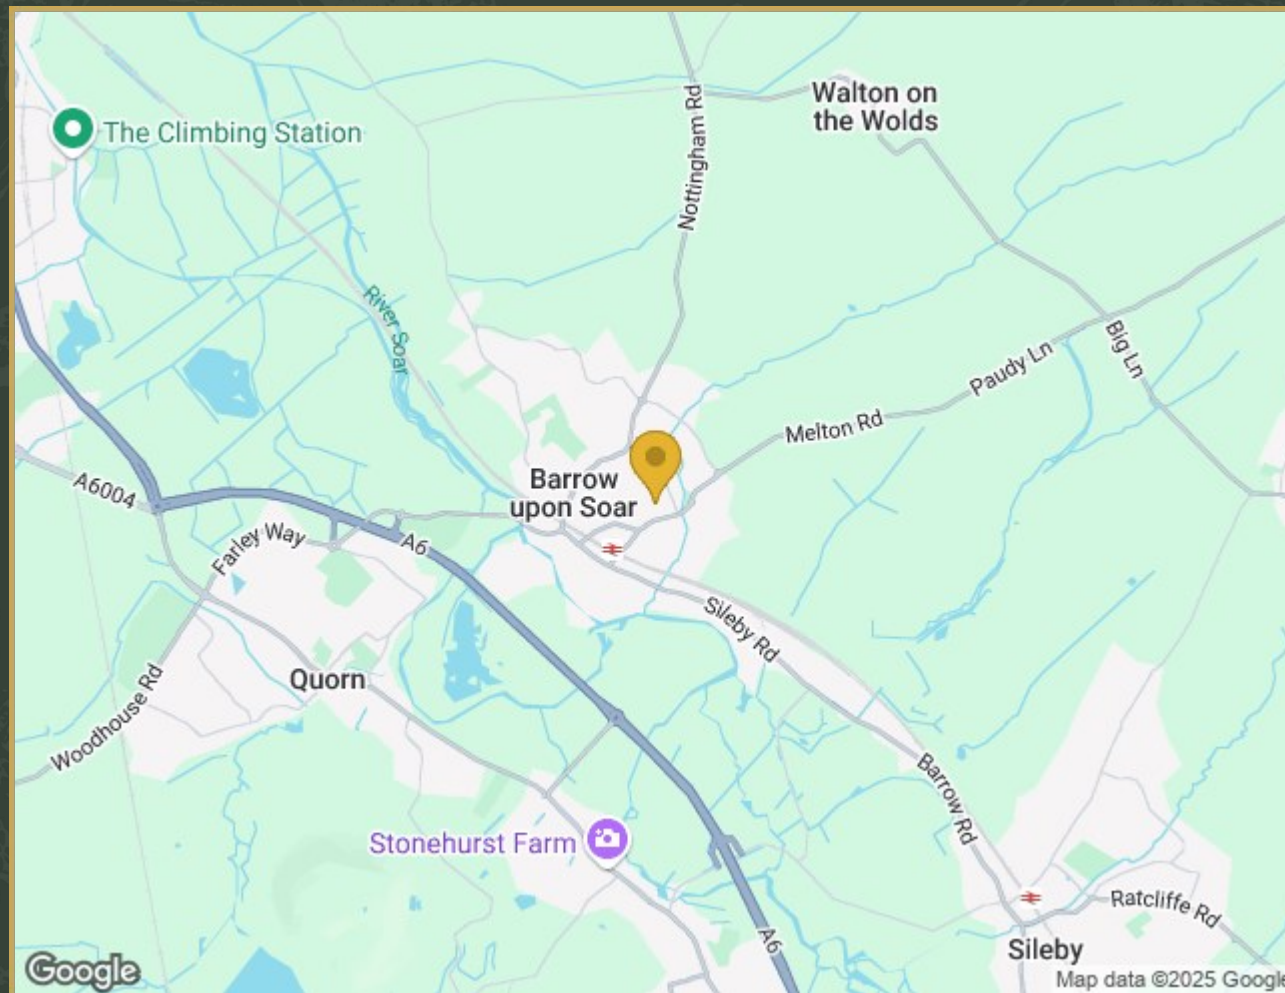 Walton on
the Wolds
The Climbing Station
Nottingham Rd
River Soar
Big Ln
Paudy Ln
Melton Rd
Barrow
upon Soar
A6004
Farley Way
A6
Sileby Rd
Quorn
Woodhouse Rd
Barrow Rd
Stonehurst Farm
Ratcliffe Rd
A6
Sileby
Google
Map data ©2025 Google